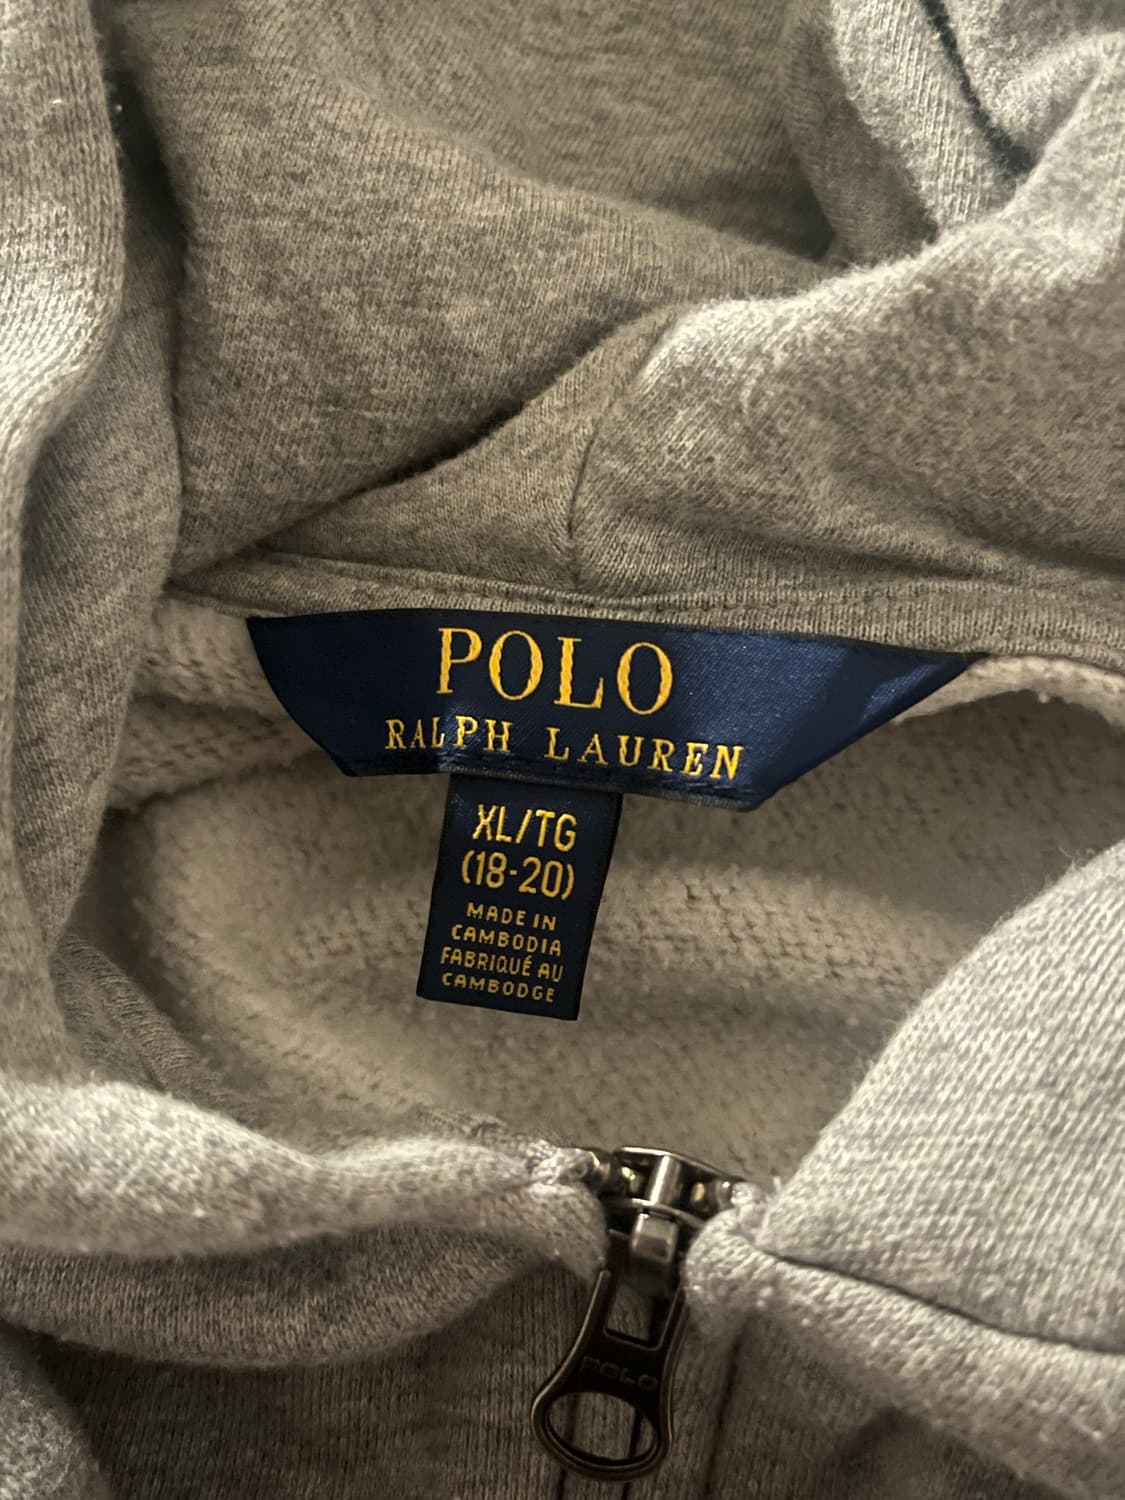 POLO
RALPH LAUREN
XL/TG
(18-20)
MADE IN
CAMBODIA
FABRIQUÉ AU
CAMBODGE
POLO